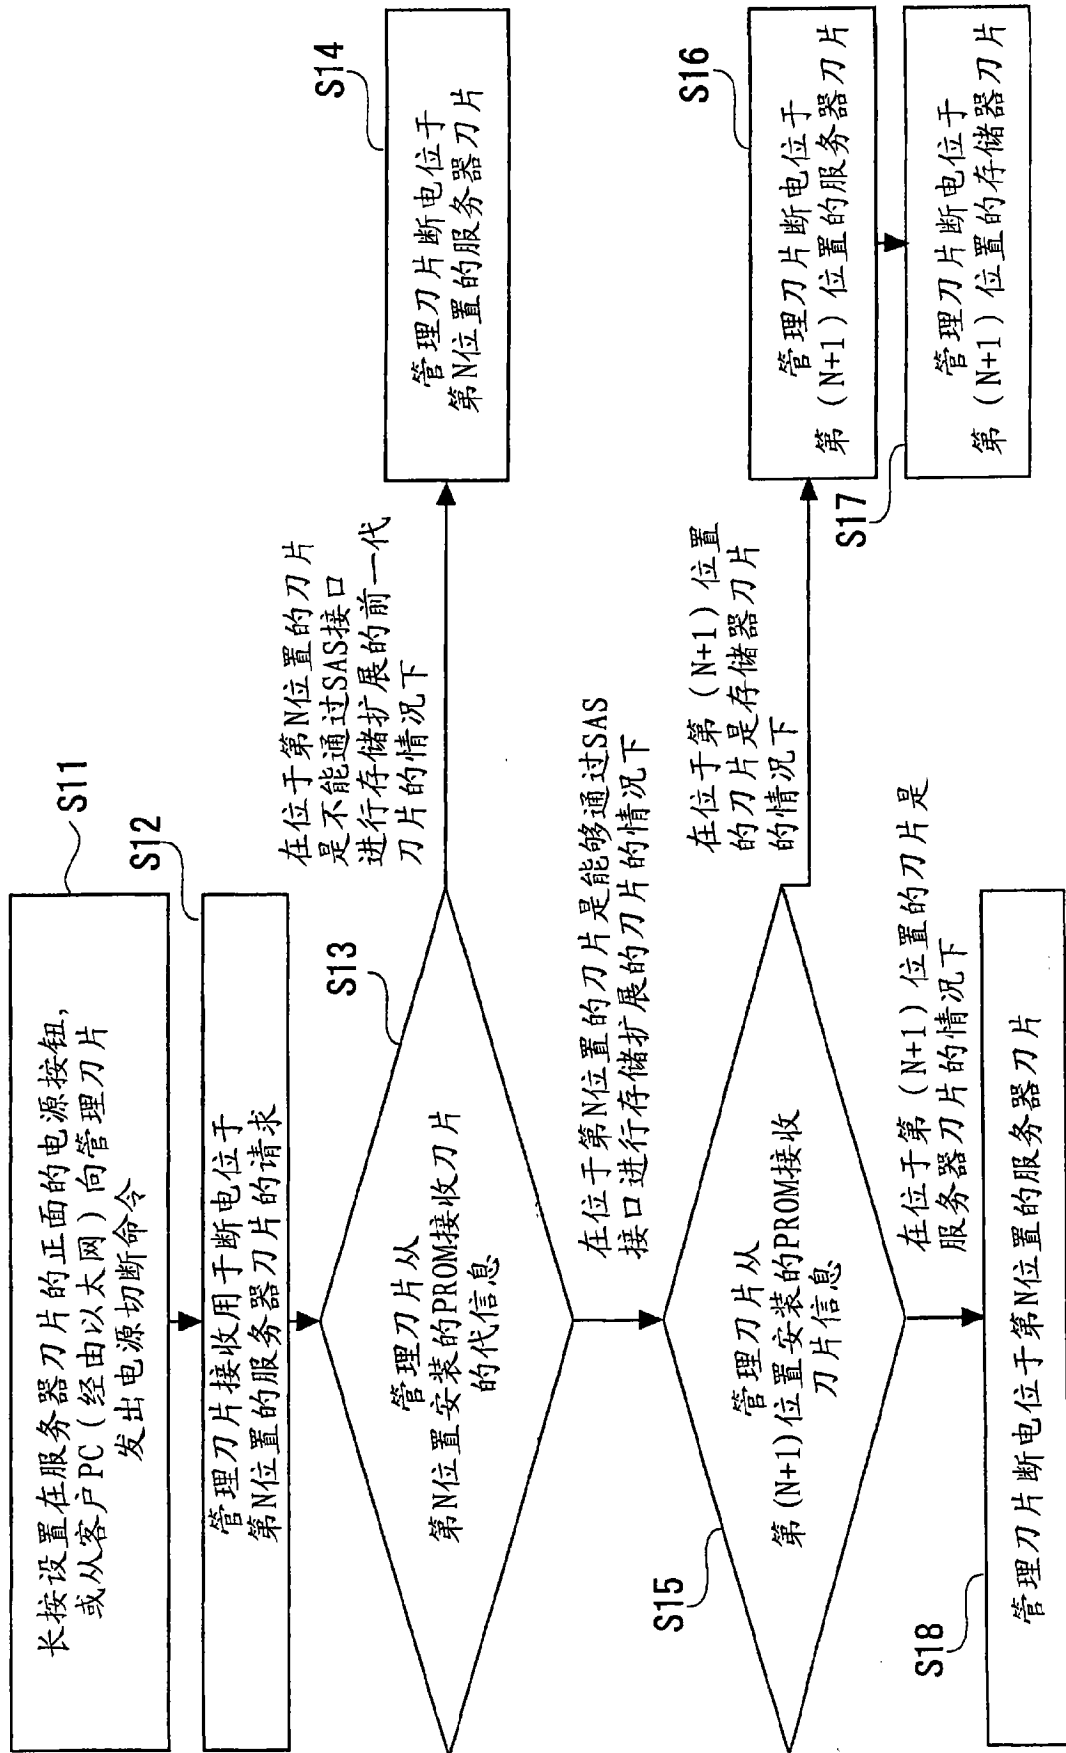 长按设置在服务器刀片的正面的电源按钮，
或从客户PC(经由以太网)向管理刀片
发出电源切断命令
S11
管理刀片接收用于断电位于
第N位置的服务器刀片的请求
S12
管理刀片从
第N位置安装的PROM接收刀片
的代信息
S13
在位于第N位置的刀片
是不能通过SAS接口
进行存储扩展的前一代
刀片的情况下
管理刀片断电位于
第N位置的服务器刀片
S14
在位于第N位置的刀片是能够通过SAS
接口进行存储扩展的刀片的情况下
管理刀片从
第(N+1)位置安装的PROM接收
刀片信息
S15
在位于第(N+1)位置
的刀片是存储器刀片
的情况下
管理刀片断电位于
第(N+1)位置的服务器刀片
S16
管理刀片断电位于
第(N+1)位置的存储器刀片
S17
在位于第(N+1)位置的刀片是
服务器刀片的情况下
管理刀片断电位于第N位置的服务器刀片
S18